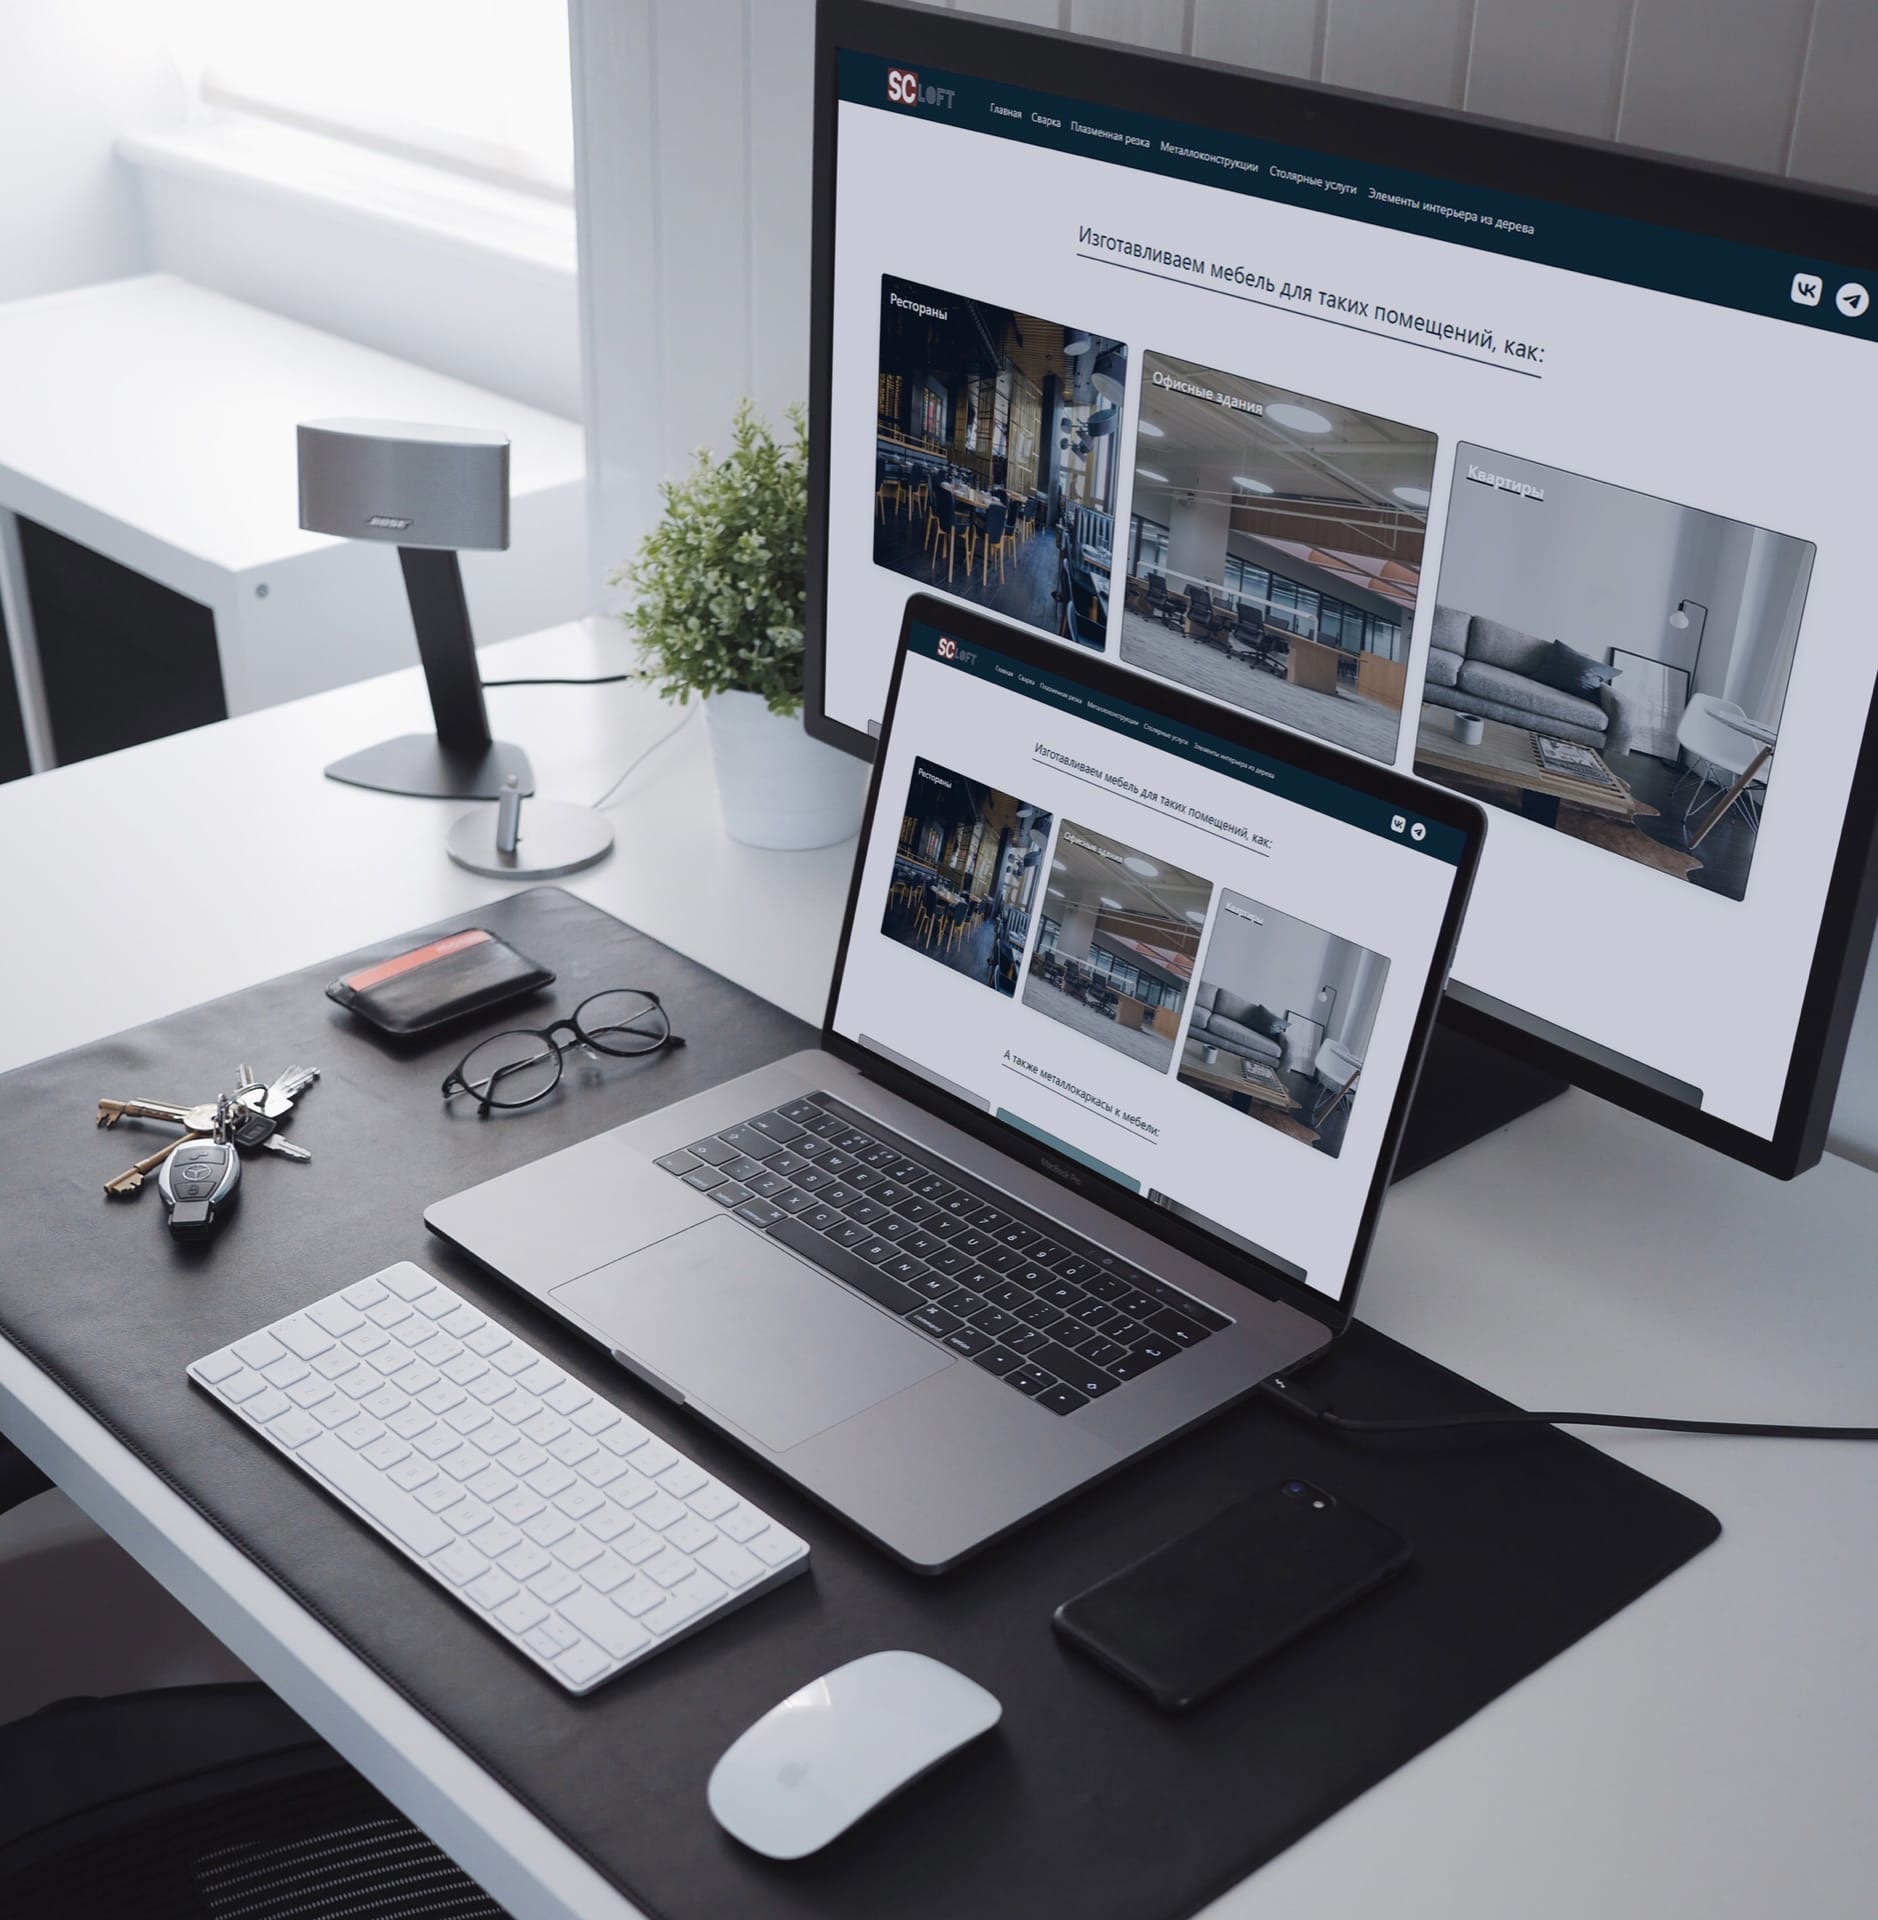 SC LOFT
Главная Сварка Плазменная резка Металлоконструкции Столярные услуги Элементы интерьера из дерева
Изготавливаем мебель для таких помещений, как:
Рестораны
Офисные здания
Квартиры
BOSE
SC LOFT
Главная Сварка Плазменная резка Металлоконструкции Столярные услуги Элементы интерьера из дерева
Изготавливаем мебель для таких помещений, как:
Рестораны
Офисные здания
Квартиры
А также металлокаркасы к мебели:
MacBook Pro